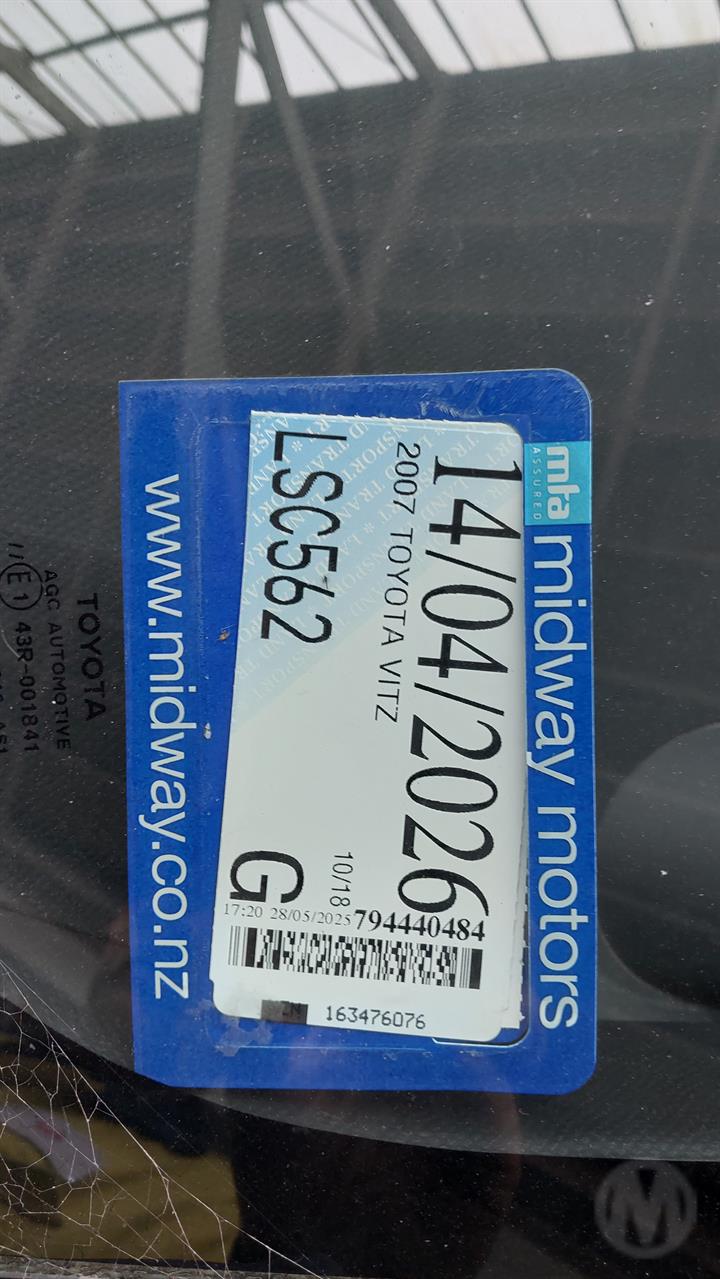 mta
ASSURED
midway motors
14/04/2026
2007 TOYOTA VITZ
LSC562
10/18
G
794440484
17:20 28/05/2025
163476076
www.midway.co.nz
TOYOTA
AGC AUTOMOTIVE
E1 43R-001841
M